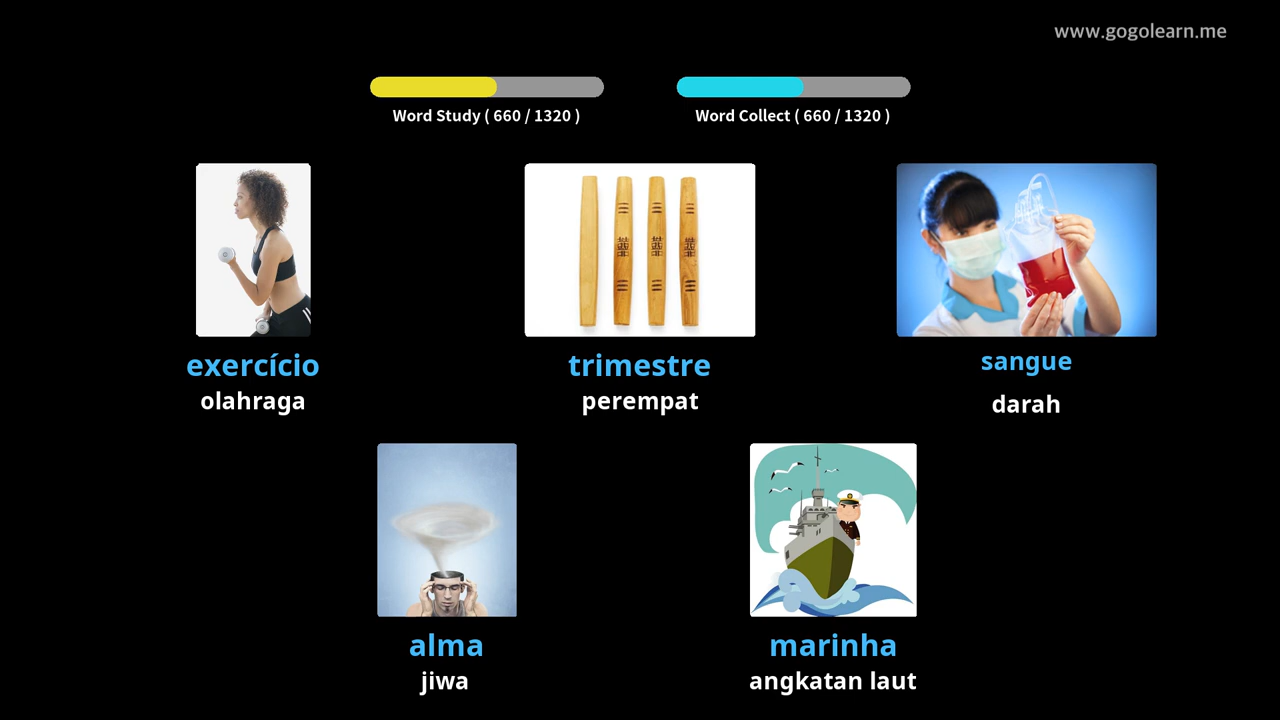 www.gogolearn.me
Word Study ( 660 / 1320 )
Word Collect ( 660 / 1320 )
exercício
olahraga
trimestre
perempat
sangue
darah
alma
jiwa
marinha
angkatan laut